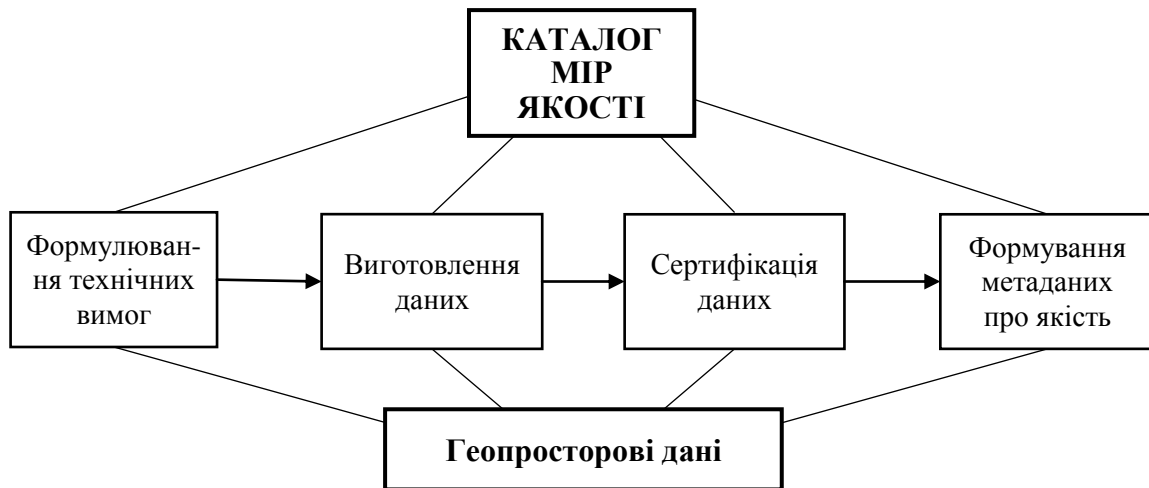 КАТАЛОГ
МІР
ЯКОСТІ
Формулюван-
ня технічних
вимог
Виготовлення
даних
Сертифікація
даних
Формування
метаданих
про якість
Геопросторові дані